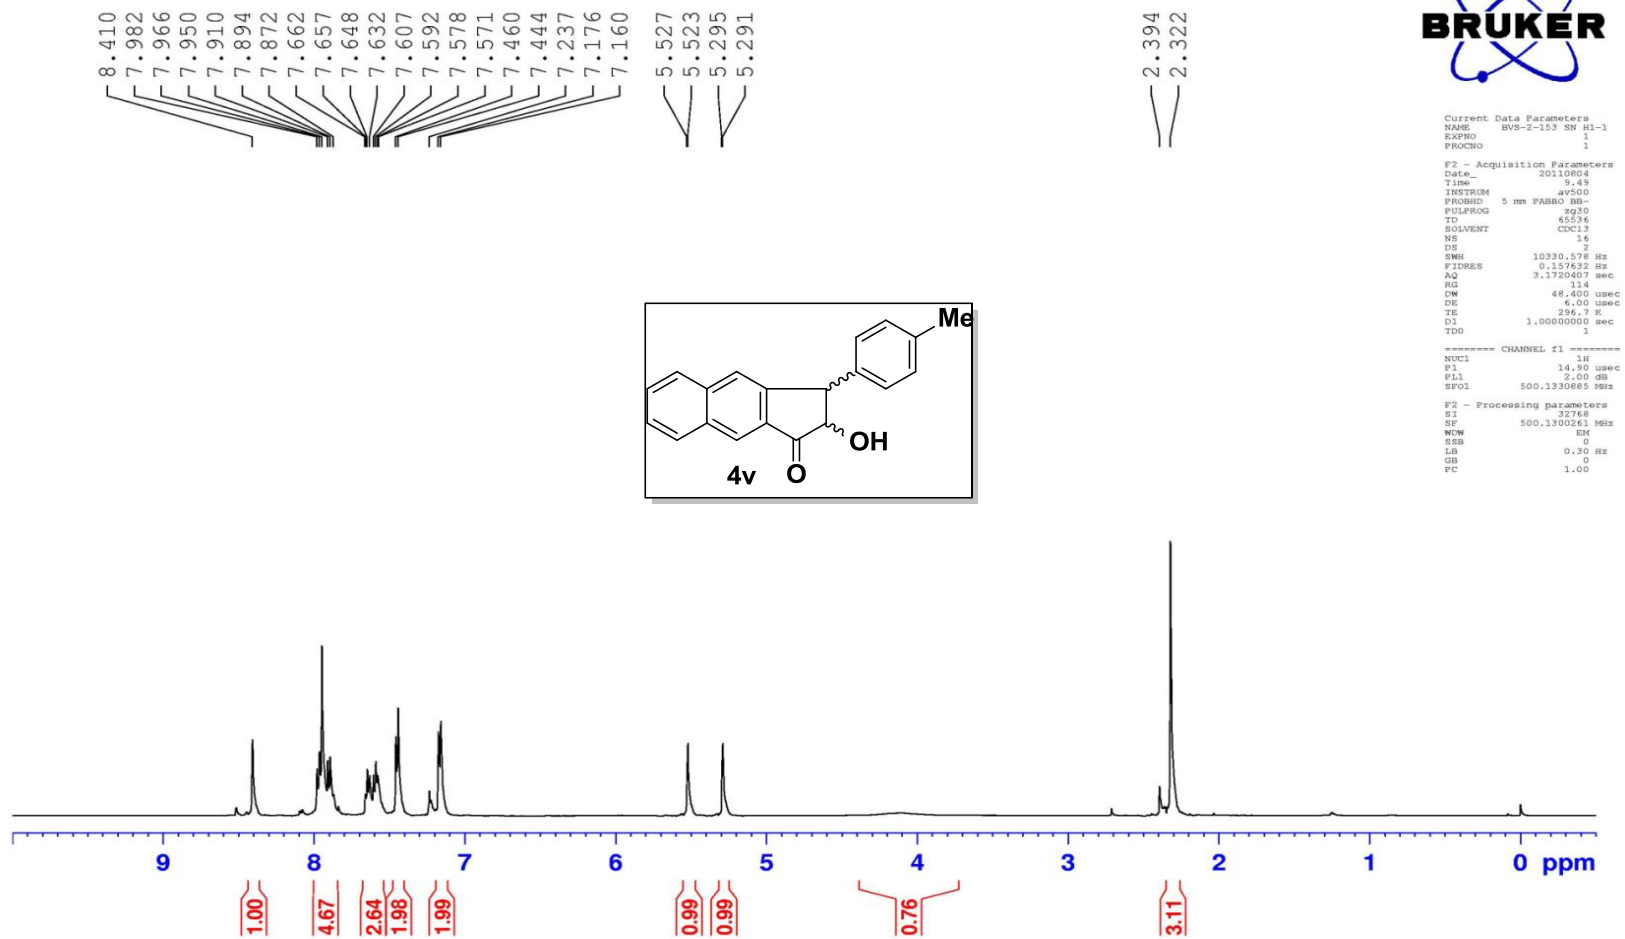 8.410
7.982
7.966
7.950
7.910
7.894
7.872
7.662
7.657
7.648
7.632
7.607
7.592
7.578
7.571
7.460
7.444
7.237
7.176
7.160
5.527
5.523
5.295
5.291
2.394
2.322
BRUKER
Current Data Parameters
NAME BVS-2-153 SN H1-1
EXPNO 1
PROCNO 1
F2 - Acquisition Parameters
Date_ 20110804
Time 9.49
INSTRUM av500
PROBHD 5 mm PABBO BB-
PULPROG zg30
TD 65536
SOLVENT CDCl3
NS 16
DS 2
SWH 10330.578 Hz
FIDRES 0.157632 Hz
AQ 3.1720407 sec
RG 114
DW 48.400 usec
DE 6.00 usec
TE 296.7 K
D1 1.00000000 sec
TD0 1
======== CHANNEL f1 ========
NUC1 1H
P1 14.90 usec
PL1 2.00 dB
SFO1 500.1330885 MHz
F2 - Processing parameters
SI 32768
SF 500.1300261 MHz
WDW EM
SSB 0
LB 0.30 Hz
GB 0
PC 1.00
Me
OH
4v O
9 8 7 6 5 4 3 2 1 0 ppm
1.00
4.67
2.64
1.98
1.99
0.99
0.99
0.76
3.11